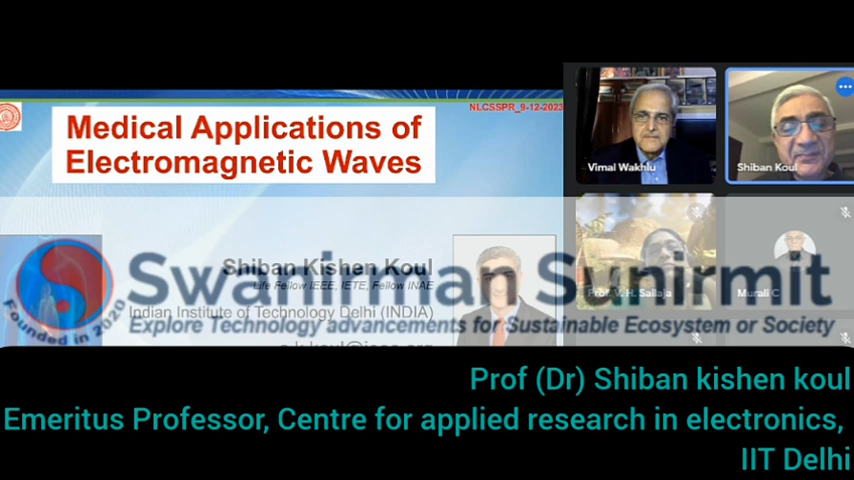 NLCSSPR_9-12-2023
Medical Applications of
Electromagnetic Waves
Vimal Wakhlu
Shiban Koul
Shiban Kishen Koul
Life Fellow IEEE, IETE, Fellow INAE
Indian Institute of Technology Delhi (INDIA)
Prof. V. H. Sailaja
Murali C
Swanirman Sunirmit
Founded in 2020
Explore Technology advancements for Sustainable Ecosystem or Society
Prof (Dr) Shiban kishen koul
Emeritus Professor, Centre for applied research in electronics,
IIT Delhi